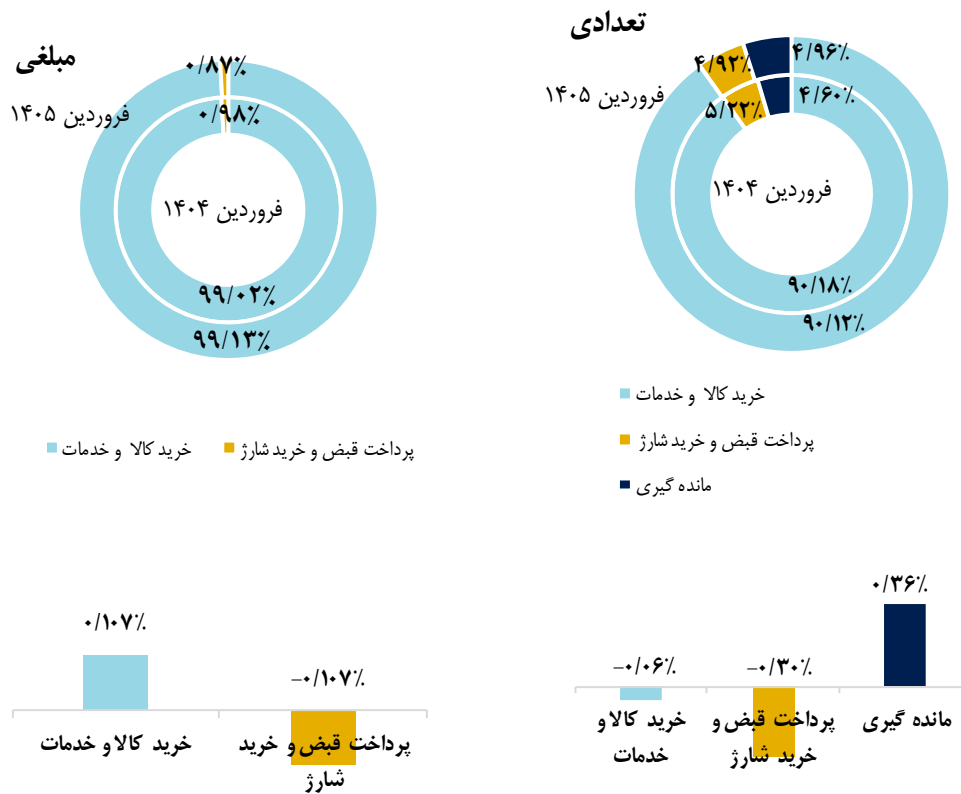 تعدادی
۴/۹۶٪
۴/۹۲٪
فروردین ۱۴۰۵
۴/۶۰٪
۵/۲۲٪
فروردین ۱۴۰۴
۹۰/۱۸٪
۹۰/۱۲٪
خرید کالا و خدمات
پرداخت قبض و خرید شارژ
مانده گیری
مبلغی
۰/۸۷٪
فروردین ۱۴۰۵
۰/۹۸٪
فروردین ۱۴۰۴
۹۹/۰۲٪
۹۹/۱۳٪
پرداخت قبض و خرید شارژ
خرید کالا و خدمات
۰/۳۶٪
-۰/۳۰٪
-۰/۰۶٪
مانده گیری
پرداخت قبض و
خرید شارژ
خرید کالا و
خدمات
۰/۱۰۷٪
-۰/۱۰۷٪
پرداخت قبض و خرید
شارژ
خرید کالا و خدمات